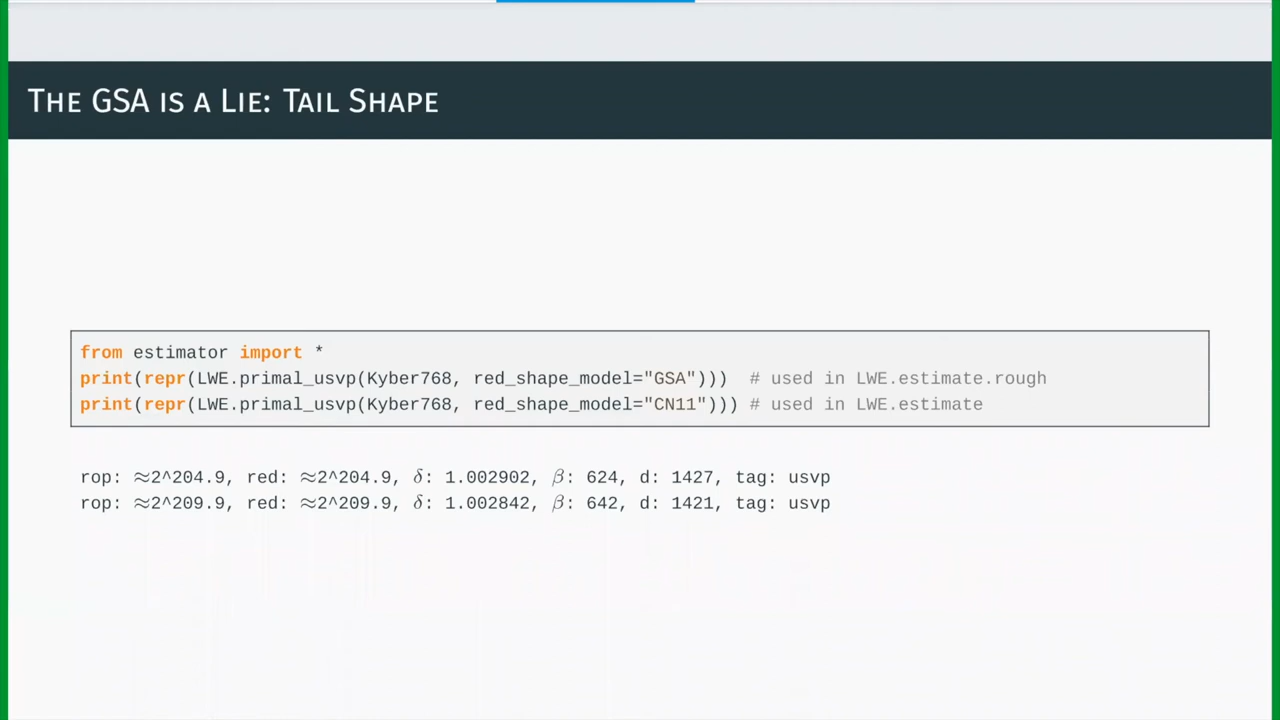 The GSA is a Lie: Tail Shape
from estimator import *
print(repr(LWE.primal_usvp(Kyber768, red_shape_model="GSA")))  # used in LWE.estimate.rough
print(repr(LWE.primal_usvp(Kyber768, red_shape_model="CN11"))) # used in LWE.estimate
rop: ≈2^204.9, red: ≈2^204.9, δ: 1.002902, β: 624, d: 1427, tag: usvp
rop: ≈2^209.9, red: ≈2^209.9, δ: 1.002842, β: 642, d: 1421, tag: usvp